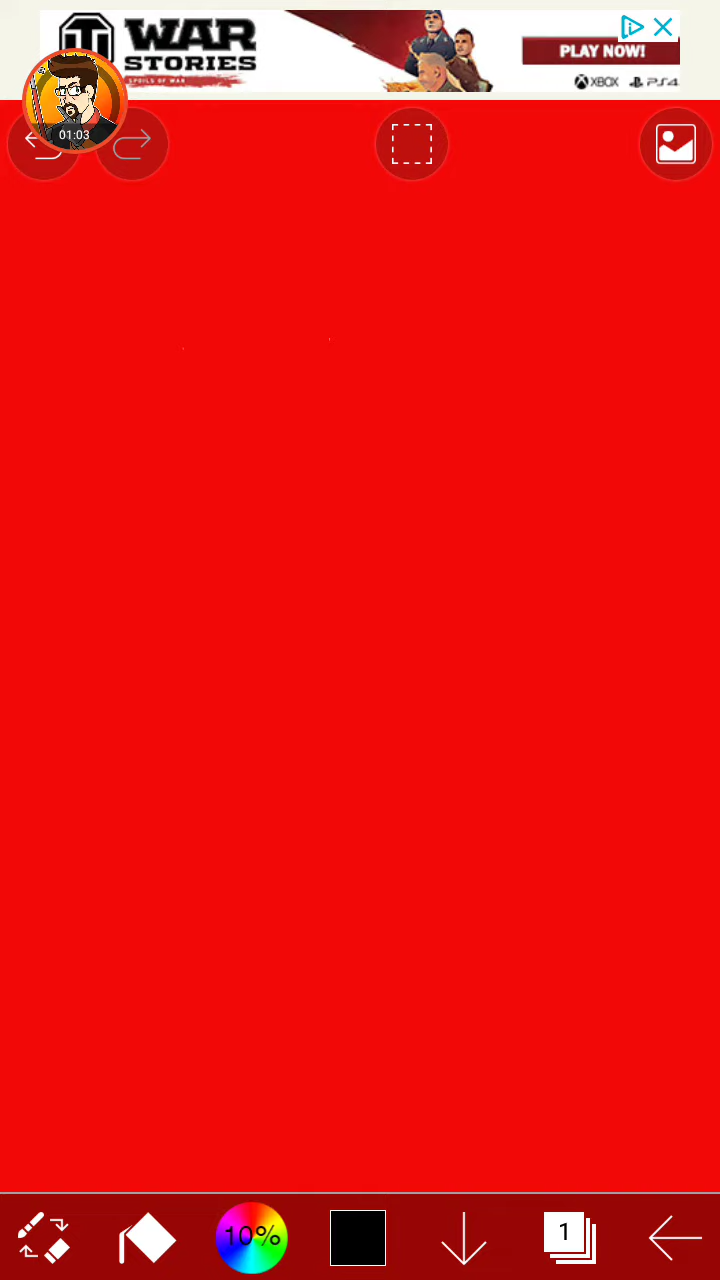 WAR
STORIES
SPOILS OF WAR
PLAY NOW!
XBOX PS4
01:03
10%
1